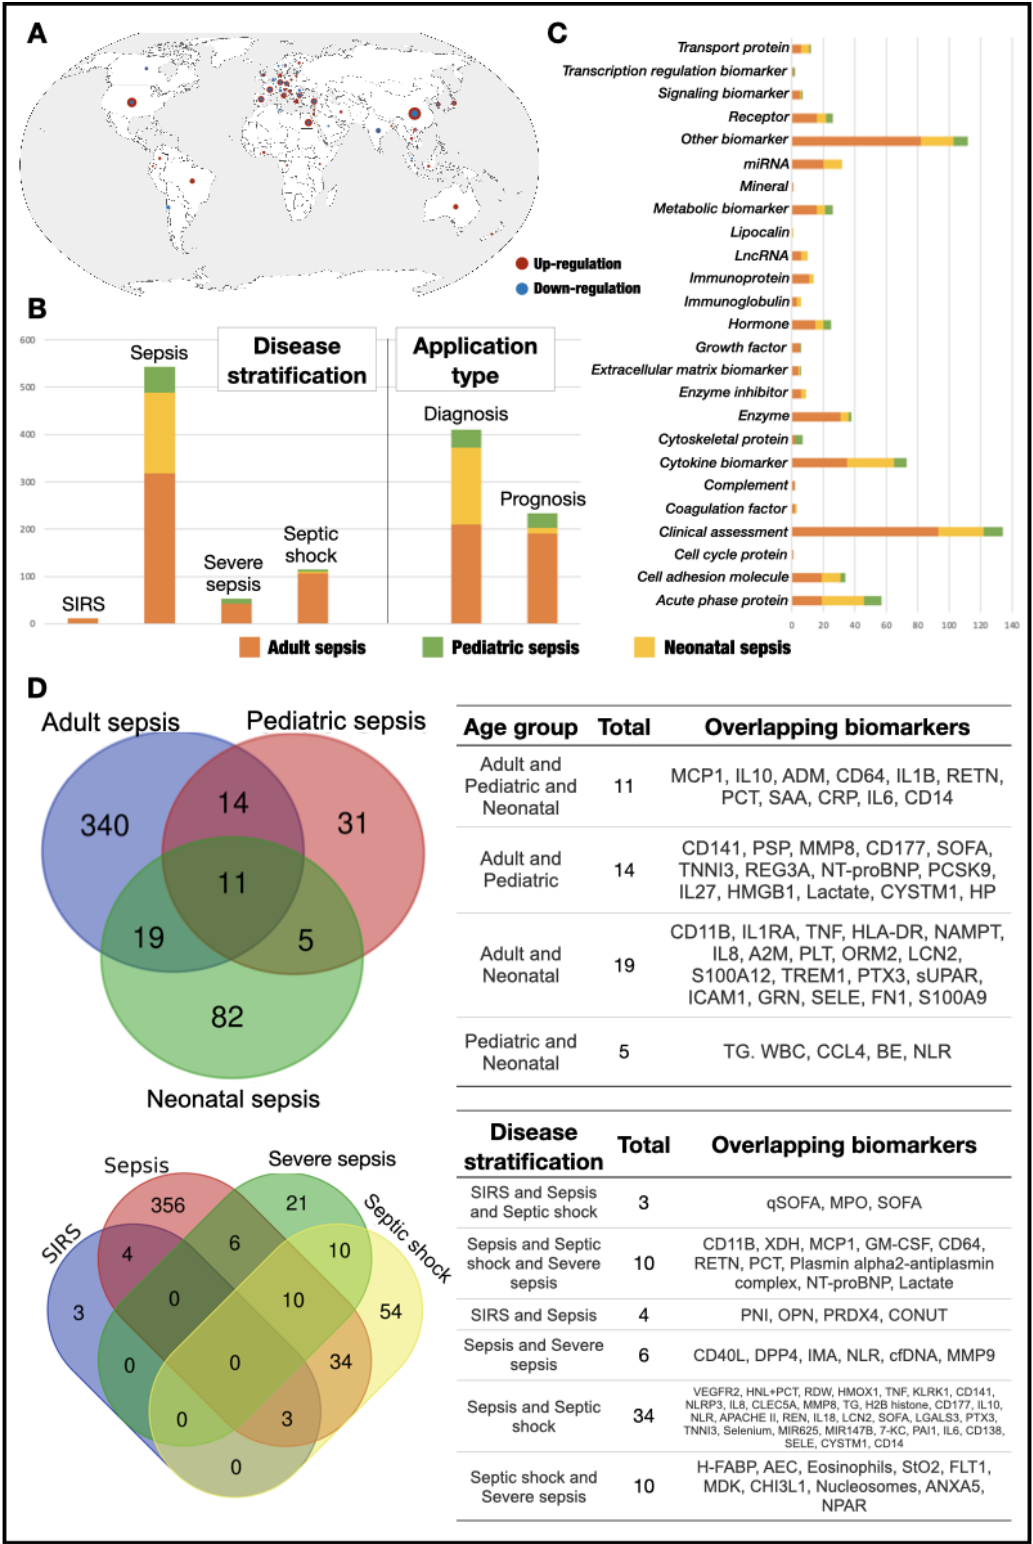 A
Up-regulation
Down-regulation
B
600
500
400
300
200
100
0
Disease
stratification
Application
type
SIRS
Sepsis
Severe
sepsis
Septic
shock
Diagnosis
Prognosis
Adult sepsis
Pediatric sepsis
Neonatal sepsis
C
Transport protein
Transcription regulation biomarker
Signaling biomarker
Receptor
Other biomarker
miRNA
Mineral
Metabolic biomarker
Lipocalin
LncRNA
Immunoprotein
Immunoglobulin
Hormone
Growth factor
Extracellular matrix biomarker
Enzyme inhibitor
Enzyme
Cytoskeletal protein
Cytokine biomarker
Complement
Coagulation factor
Clinical assessment
Cell cycle protein
Cell adhesion molecule
Acute phase protein
0 20 40 60 80 100 120 140
D
Adult sepsis
Pediatric sepsis
340
14
31
11
19
5
82
Neonatal sepsis
Age group Total Overlapping biomarkers
Adult and
Pediatric and
Neonatal
11
MCP1, IL10, ADM, CD64, IL1B, RETN,
PCT, SAA, CRP, IL6, CD14
Adult and
Pediatric
14
CD141, PSP, MMP8, CD177, SOFA,
TNNI3, REG3A, NT-proBNP, PCSK9,
IL27, HMGB1, Lactate, CYSTM1, HP
Adult and
Neonatal
19
CD11B, IL1RA, TNF, HLA-DR, NAMPT,
IL8, A2M, PLT, ORM2, LCN2,
S100A12, TREM1, PTX3, sUPAR,
ICAM1, GRN, SELE, FN1, S100A9
Pediatric and
Neonatal
5
TG. WBC, CCL4, BE, NLR
SIRS
Sepsis
Severe sepsis
Septic shock
356
21
4
6
10
3
0
10
54
0
0
34
0
3
0
Disease
stratification
Total
Overlapping biomarkers
SIRS and Sepsis
and Septic shock
3
qSOFA, MPO, SOFA
Sepsis and Septic
shock and Severe
sepsis
10
CD11B, XDH, MCP1, GM-CSF, CD64,
RETN, PCT, Plasmin alpha2-antiplasmin
complex, NT-proBNP, Lactate
SIRS and Sepsis
4
PNI, OPN, PRDX4, CONUT
Sepsis and Severe
sepsis
6
CD40L, DPP4, IMA, NLR, cfDNA, MMP9
Sepsis and Septic
shock
34
VEGFR2, HNL+PCT, RDW, HMOX1, TNF, KLRK1, CD141,
NLRP3, IL8, CLEC5A, MMP8, TG, H2B histone, CD177, IL10,
NLR, APACHE II, REN, IL18, LCN2, SOFA, LGALS3, PTX3,
TNNI3, Selenium, MIR625, MIR147B, 7-KC, PAI1, IL6, CD138,
SELE, CYSTM1, CD14
Septic shock and
Severe sepsis
10
H-FABP, AEC, Eosinophils, StO2, FLT1,
MDK, CHI3L1, Nucleosomes, ANXA5,
NPAR